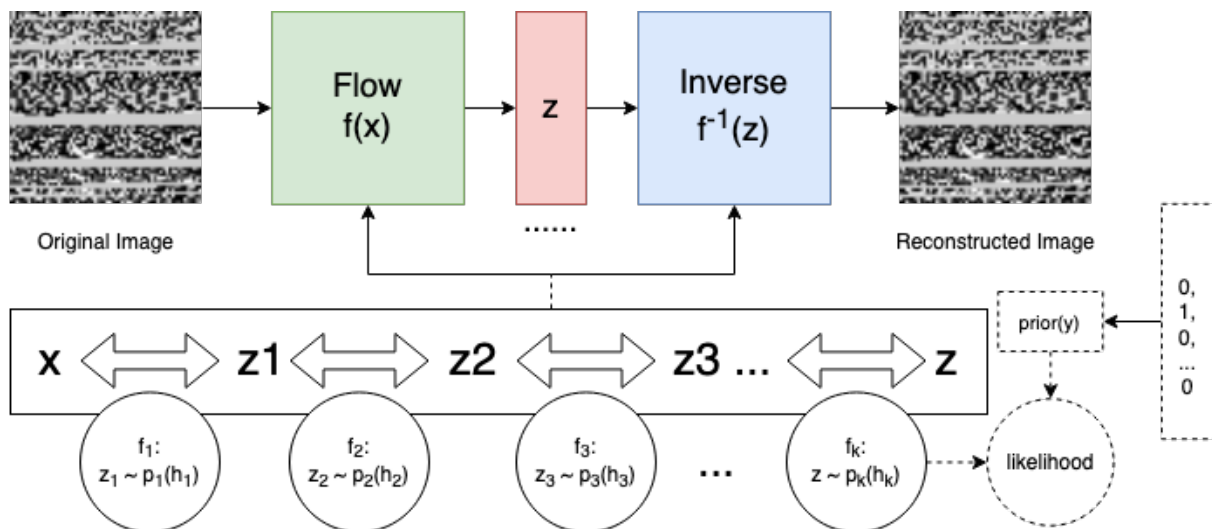 Flow
f(x)
z
Inverse
f⁻¹(z)
......
Original Image
Reconstructed Image
x
z1
z2
z3 ...
z
prior(y)
0,
1,
0,
...
0
f₁:
z₁ ~ p₁(h₁)
f₂:
z₂ ~ p₂(h₂)
f₃:
z₃ ~ p₃(h₃)
...
fₖ:
z ~ pₖ(hₖ)
likelihood